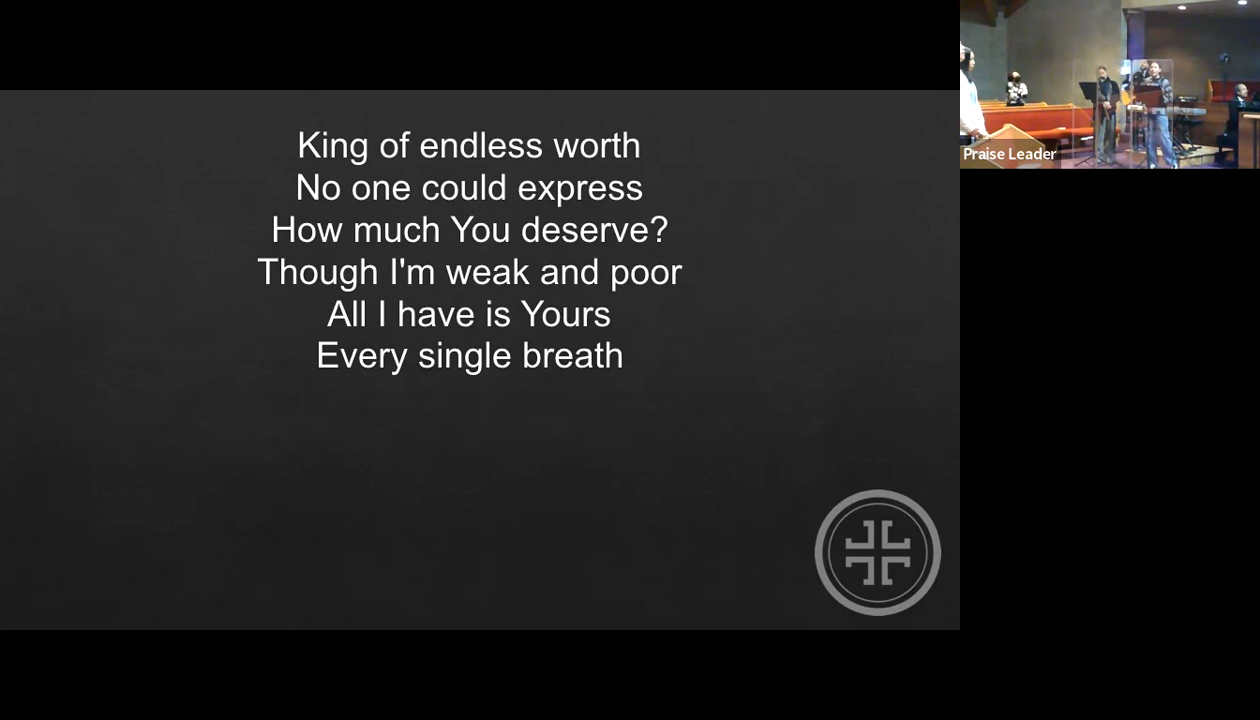 King of endless worth
No one could express
How much You deserve?
Though I'm weak and poor
All I have is Yours
Every single breath
Praise Leader